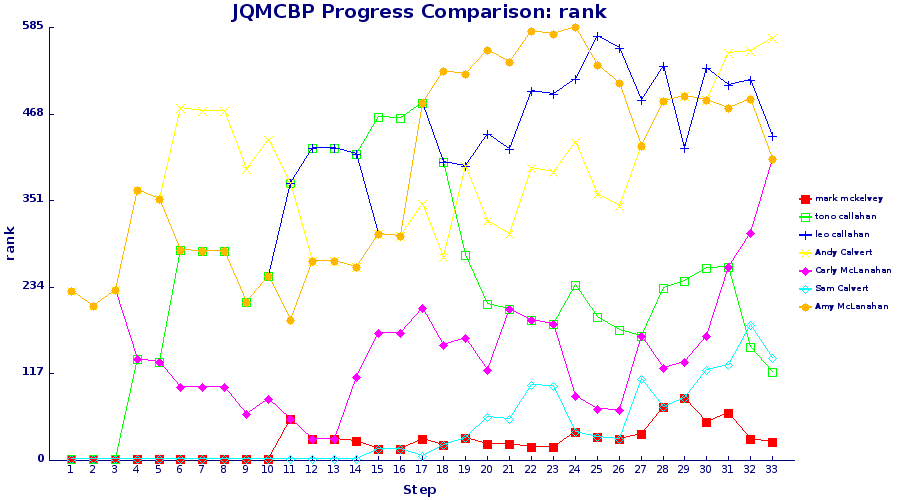 JQMCBP Progress Comparison: rank
585
468
351
234
117
0
rank
1 2 3 4 5 6 7 8 9 10 11 12 13 14 15 16 17 18 19 20 21 22 23 24 25 26 27 28 29 30 31 32 33
Step
mark mckelvey
tono callahan
leo callahan
Andy Calvert
Carly McLanahan
Sam Calvert
Amy McLanahan